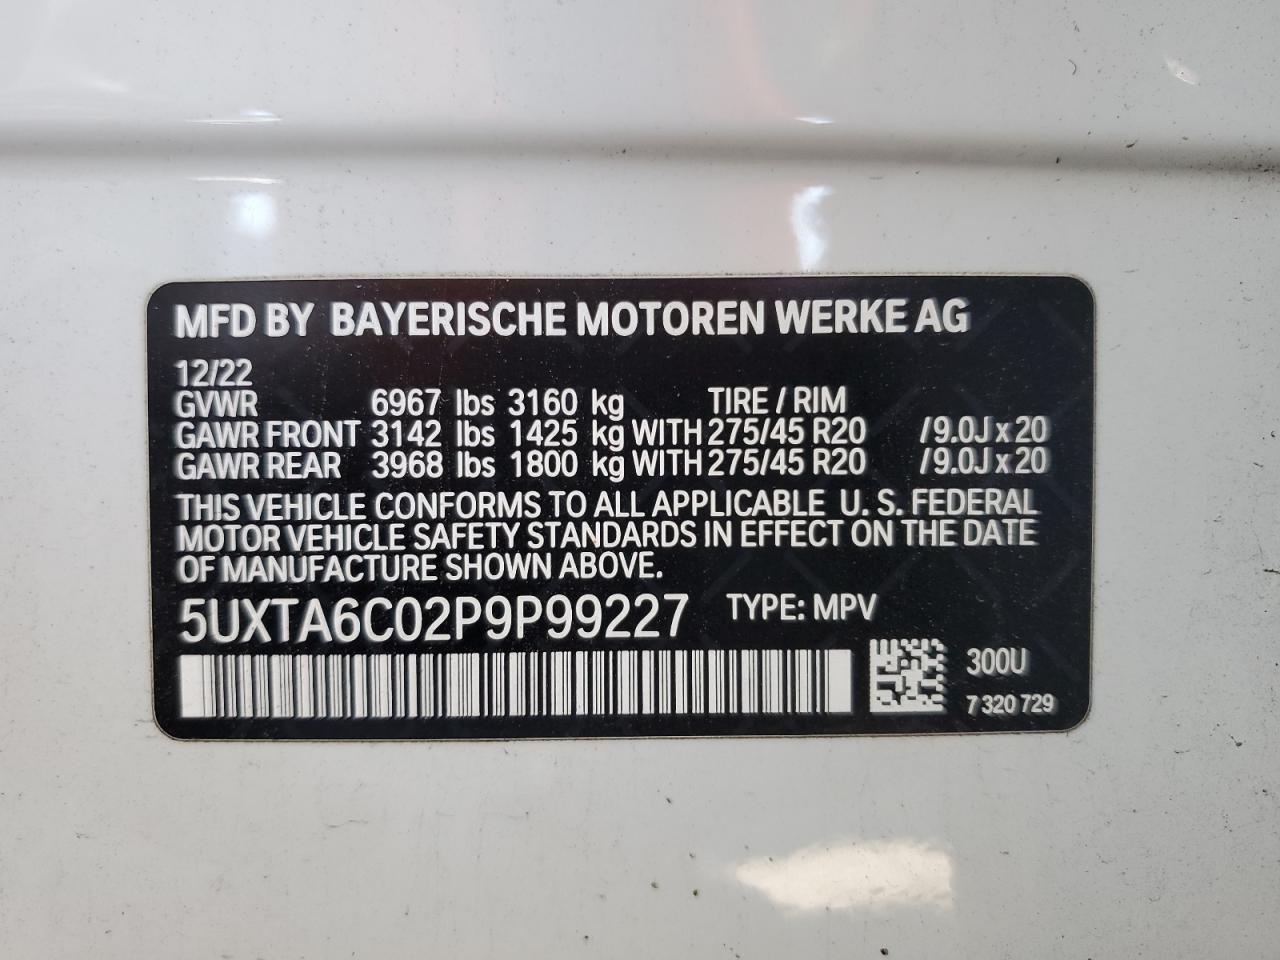 MFD BY BAYERISCHE MOTOREN WERKE AG
12/22
GVWR 6967 lbs 3160 kg TIRE / RIM
GAWR FRONT 3142 lbs 1425 kg WITH 275/45 R20 /9.0J x 20
GAWR REAR 3968 lbs 1800 kg WITH 275/45 R20 /9.0J x 20
THIS VEHICLE CONFORMS TO ALL APPLICABLE U. S. FEDERAL
MOTOR VEHICLE SAFETY STANDARDS IN EFFECT ON THE DATE
OF MANUFACTURE SHOWN ABOVE.
5UXTA6C02P9P99227 TYPE: MPV
300U
7 320 729